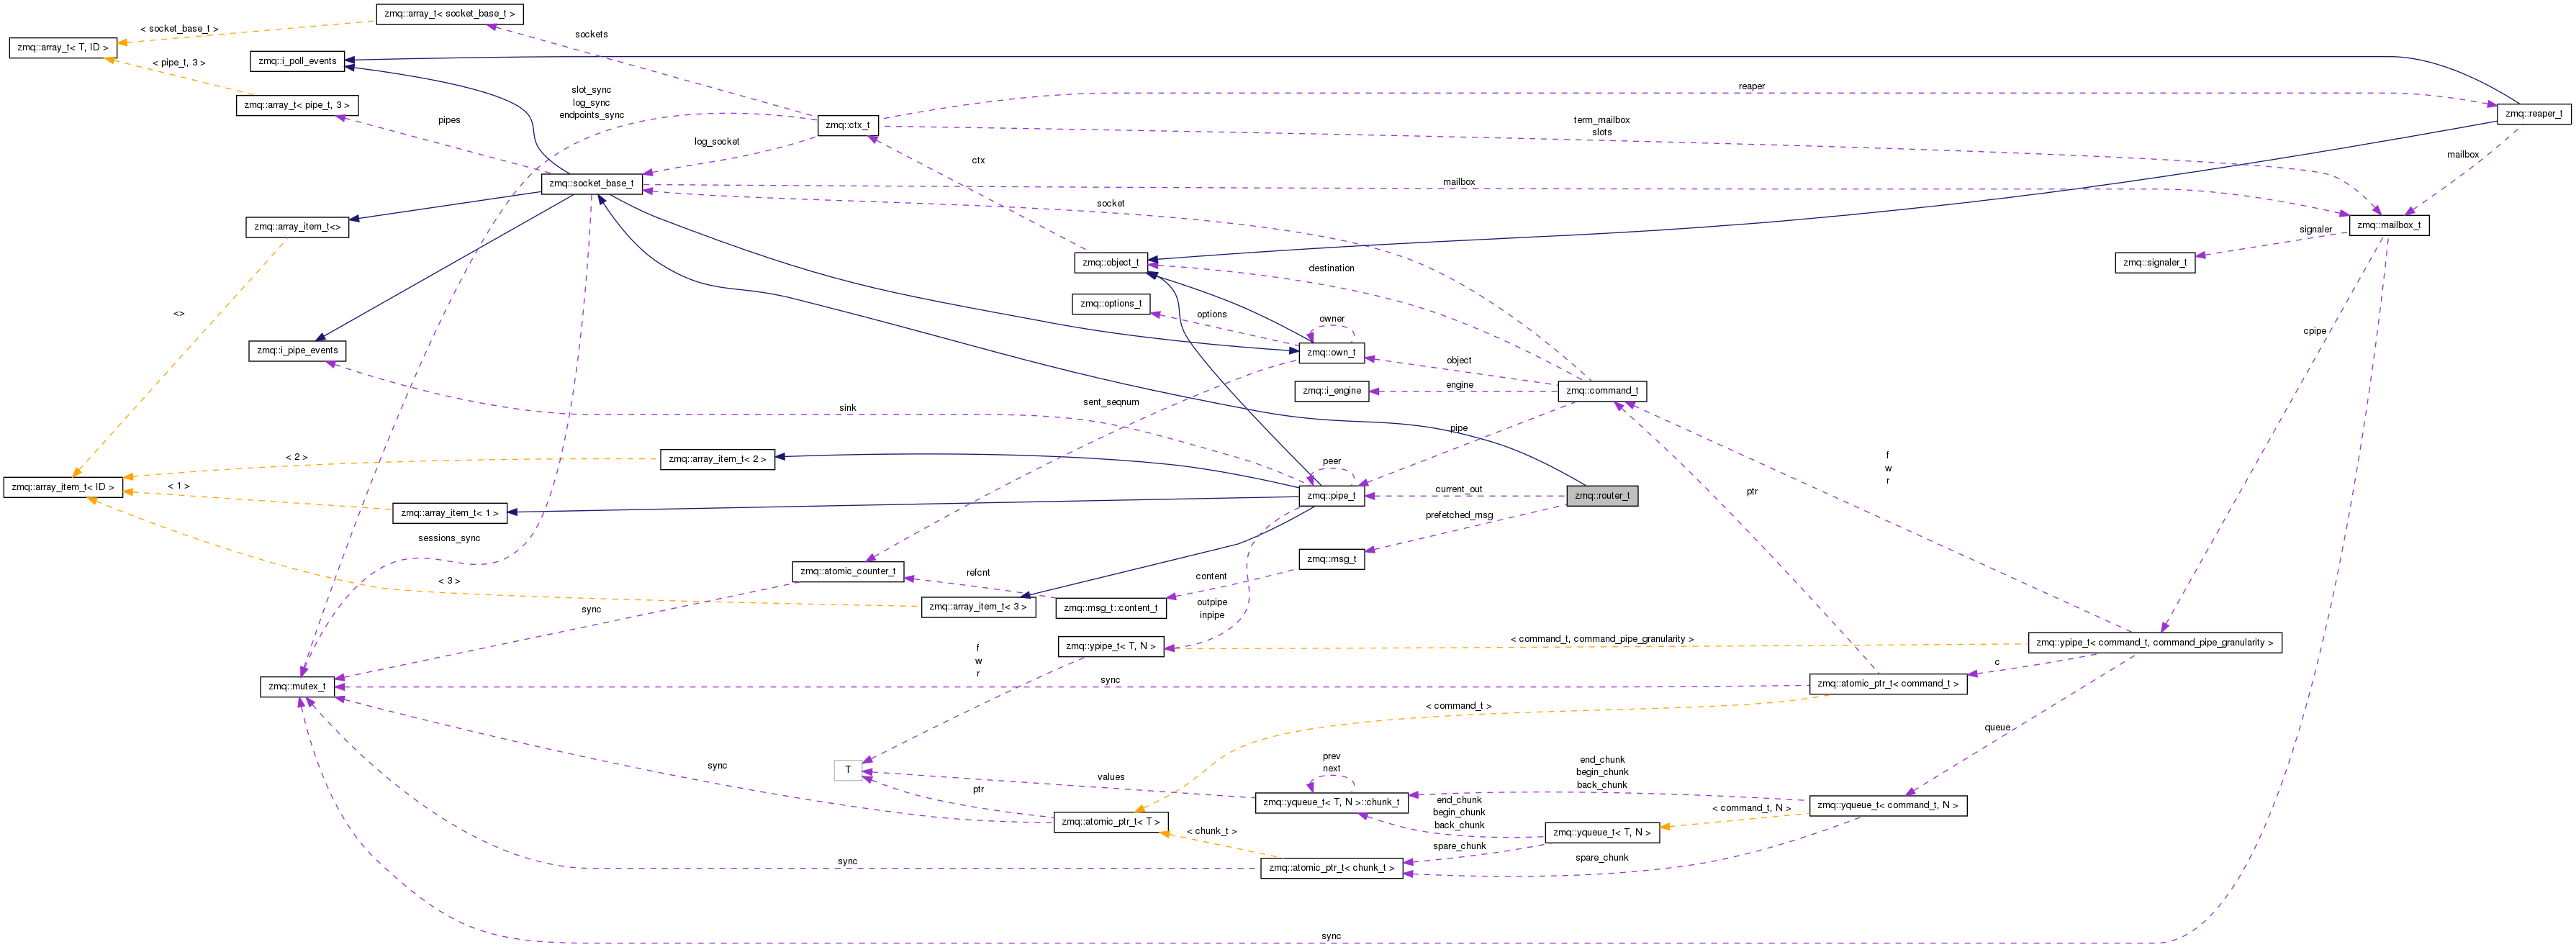 zmq::array_t< socket_base_t >
< socket_base_t >
sockets
zmq::array_t< T, ID >
zmq::i_poll_events
< pipe_t, 3 >
slot_sync
log_sync
endpoints_sync
reaper
zmq::array_t< pipe_t, 3 >
zmq::reaper_t
pipes
zmq::ctx_t
term_mailbox
slots
log_socket
ctx
mailbox
zmq::socket_base_t
mailbox
socket
zmq::array_item_t<>
zmq::mailbox_t
signaler
zmq::object_t
destination
zmq::signaler_t
zmq::options_t
options
<>
owner
cpipe
zmq::i_pipe_events
zmq::own_t
object
engine
zmq::i_engine
zmq::command_t
sink
sent_seqnum
pipe
f
w
r
< 2 >
zmq::array_item_t< 2 >
peer
zmq::array_item_t< ID >
< 1 >
current_out
zmq::pipe_t
zmq::router_t
ptr
zmq::array_item_t< 1 >
prefetched_msg
sessions_sync
zmq::msg_t
zmq::atomic_counter_t
refcnt
content
< 3 >
zmq::array_item_t< 3 >
zmq::msg_t::content_t
sync
outpipe
inpipe
f
w
r
zmq::ypipe_t< T, N >
< command_t, command_pipe_granularity >
zmq::ypipe_t< command_t, command_pipe_granularity >
c
zmq::mutex_t
sync
zmq::atomic_ptr_t< command_t >
< command_t >
queue
sync
T
values
prev
next
end_chunk
begin_chunk
back_chunk
ptr
zmq::yqueue_t< T, N >::chunk_t
end_chunk
begin_chunk
back_chunk
< command_t, N >
zmq::yqueue_t< command_t, N >
zmq::atomic_ptr_t< T >
< chunk_t >
zmq::yqueue_t< T, N >
spare_chunk
spare_chunk
sync
zmq::atomic_ptr_t< chunk_t >
sync